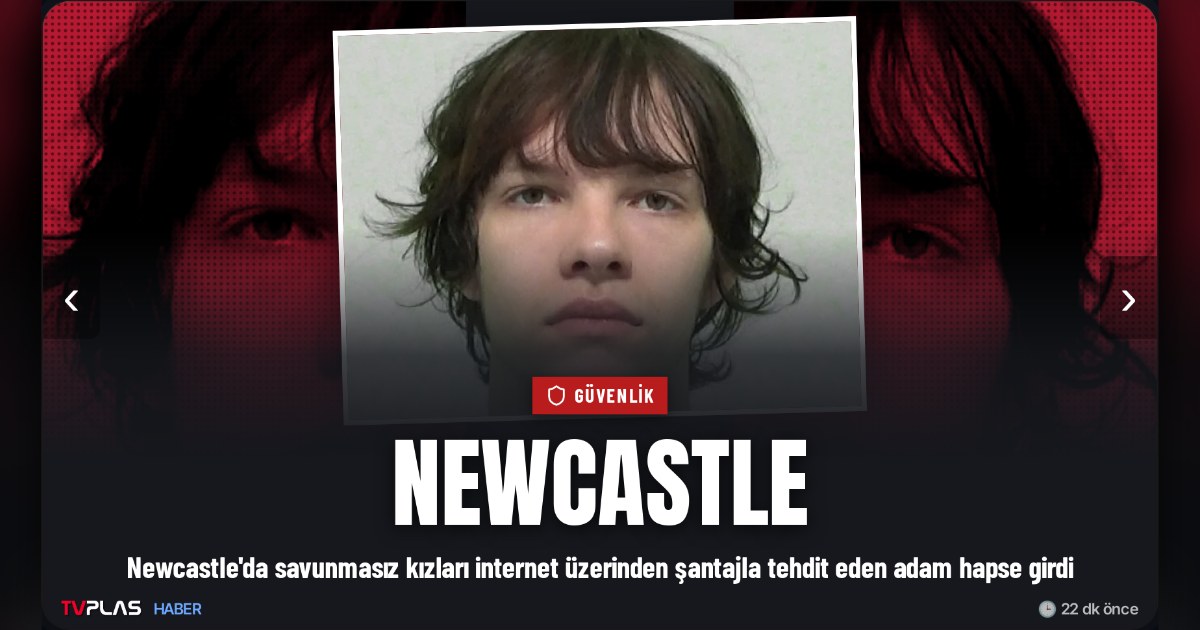 GÜVENLİK
NEWCASTLE
Newcastle'da savunmasız kızları internet üzerinden şantajla tehdit eden adam hapse girdi
TVPLAS HABER
22 dk önce